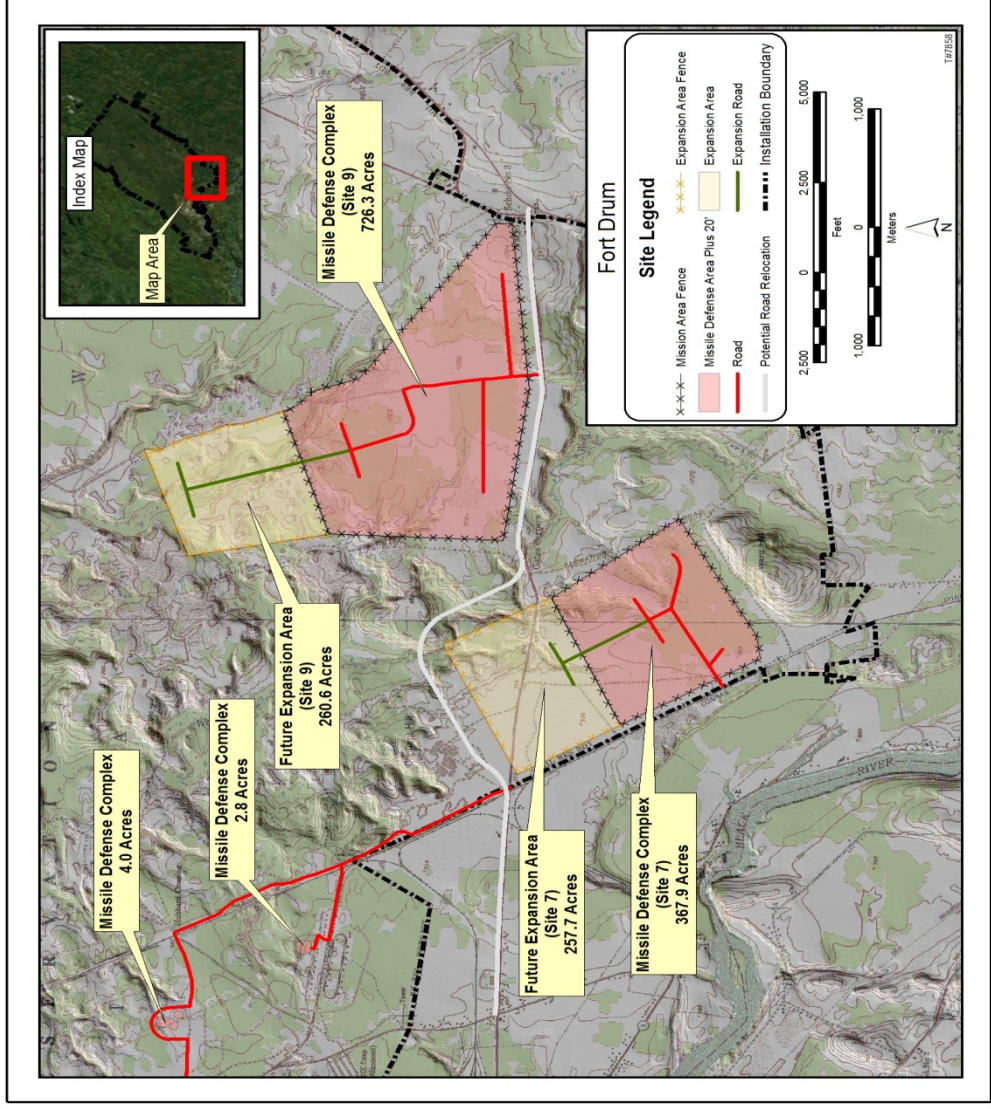 Index Map
Map Area
Missile Defense Complex
4.0 Acres
Missile Defense Complex
2.8 Acres
Future Expansion Area
(Site 9)
260.6 Acres
Missile Defense Complex
(Site 9)
726.3 Acres
Future Expansion Area
(Site 7)
257.7 Acres
Missile Defense Complex
(Site 7)
367.9 Acres
BLACK
RIVER
Fort Drum
Site Legend
Mission Area Fence
Missile Defense Area Plus 20'
Road
Potential Road Relocation
Expansion Area Fence
Expansion Area
Expansion Road
Installation Boundary
2,500 0 2,500 5,000
Feet
1,000 0 1,000
Meters
N
T#7858